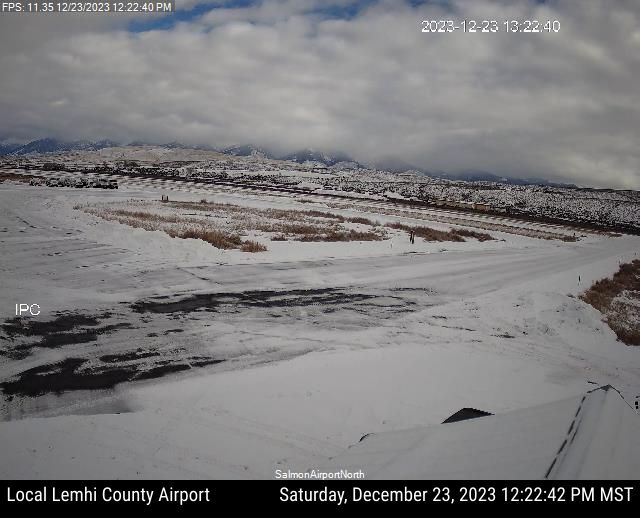 FPS: 11.35 12/23/2023 12:22:40 PM
2023-12-23 13:22:40
IPC
SalmonAirportNorth
Local Lemhi County Airport Saturday, December 23, 2023 12:22:42 PM MST